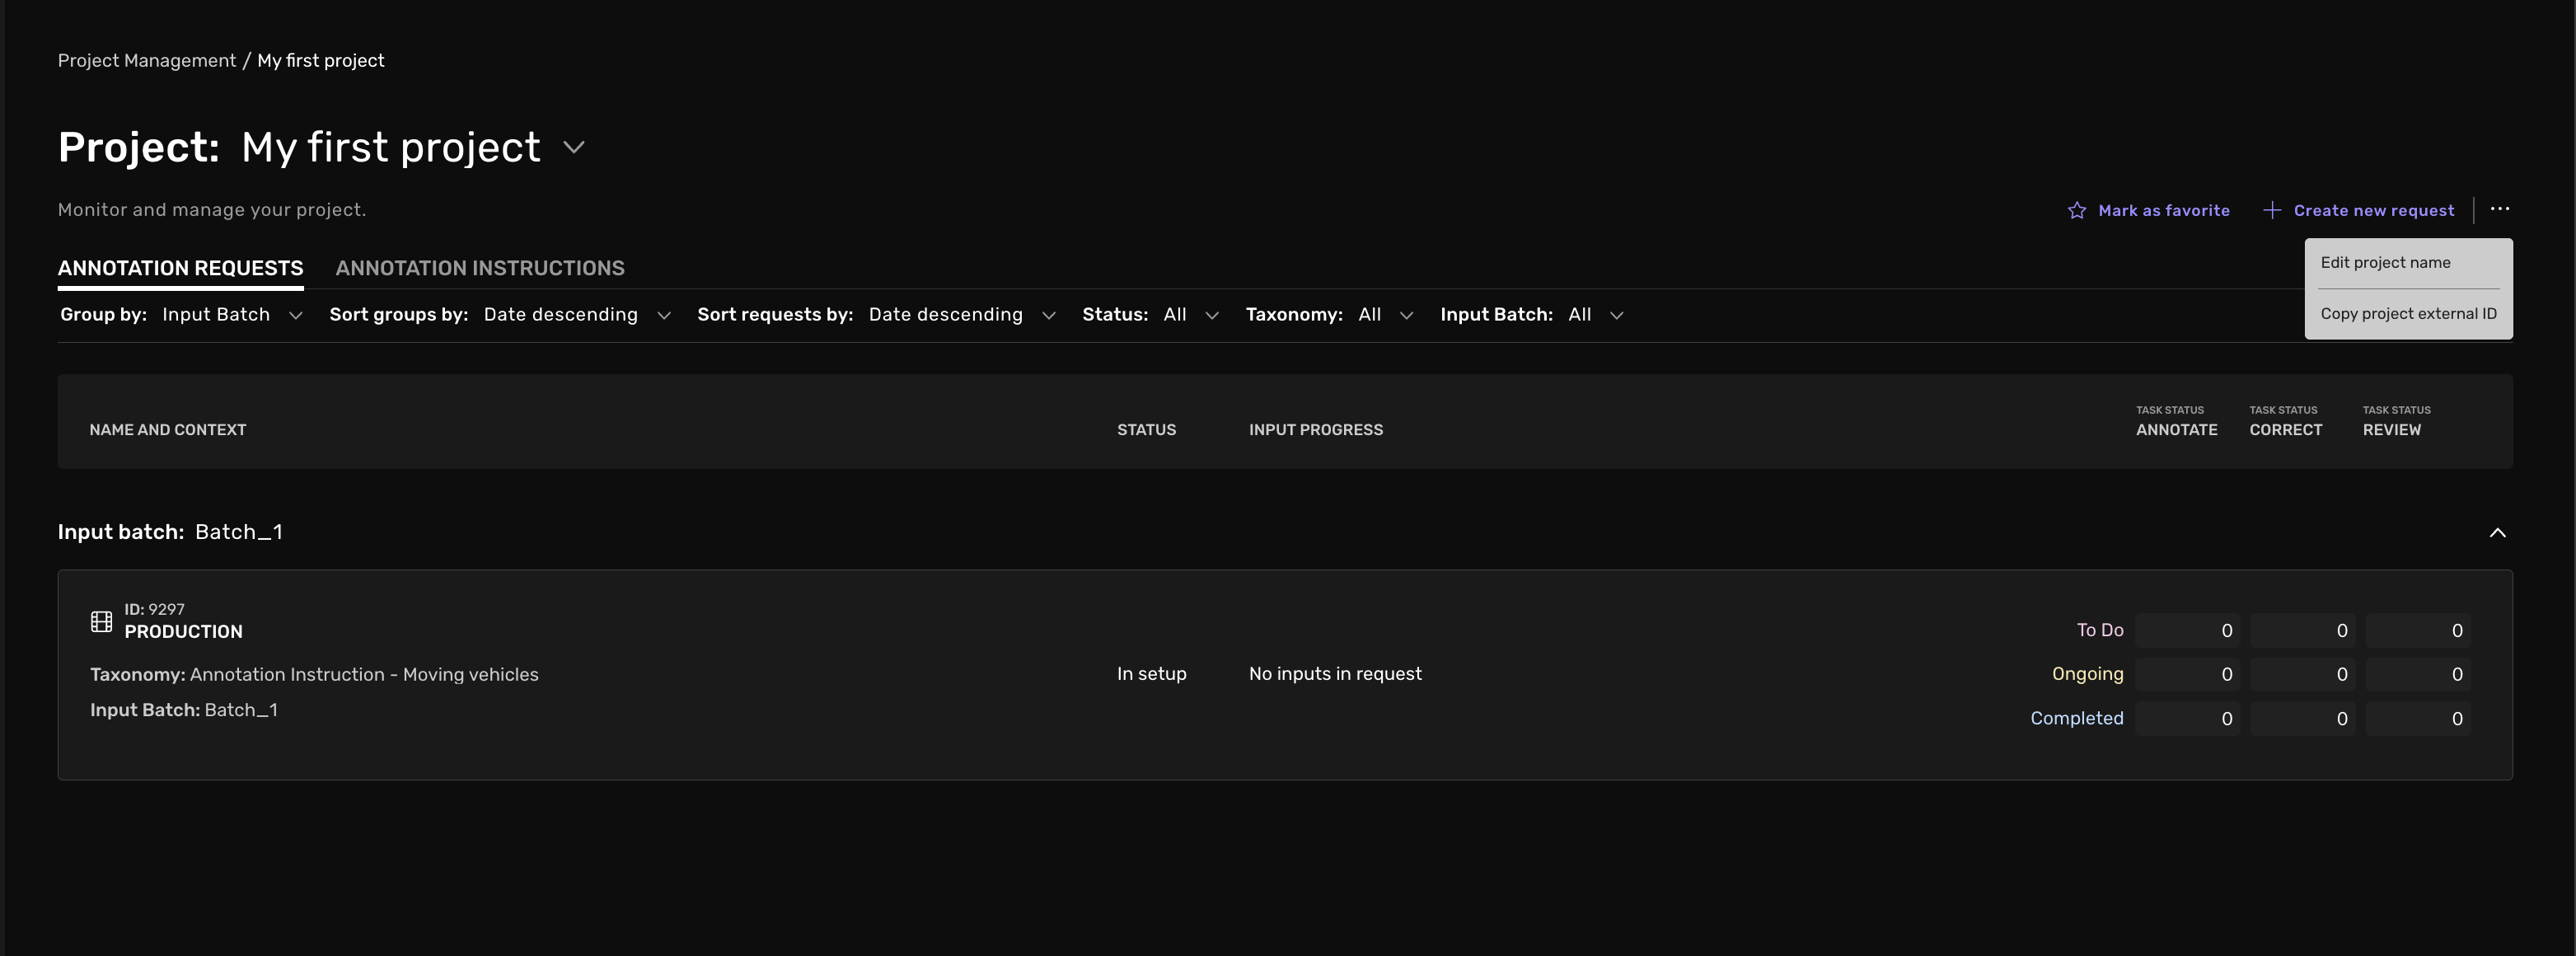 Project Management / My first project
Project: My first project
Monitor and manage your project.
Mark as favorite
Create new request
Edit project name
Copy project external ID
ANNOTATION REQUESTS ANNOTATION INSTRUCTIONS
Group by: Input Batch Sort groups by: Date descending Sort requests by: Date descending Status: All Taxonomy: All Input Batch: All
TASK STATUS TASK STATUS TASK STATUS
NAME AND CONTEXT STATUS INPUT PROGRESS ANNOTATE CORRECT REVIEW
Input batch: Batch_1
ID: 9297
PRODUCTION
To Do 0 0 0
Taxonomy: Annotation Instruction - Moving vehicles In setup No inputs in request Ongoing 0 0 0
Input Batch: Batch_1 Completed 0 0 0